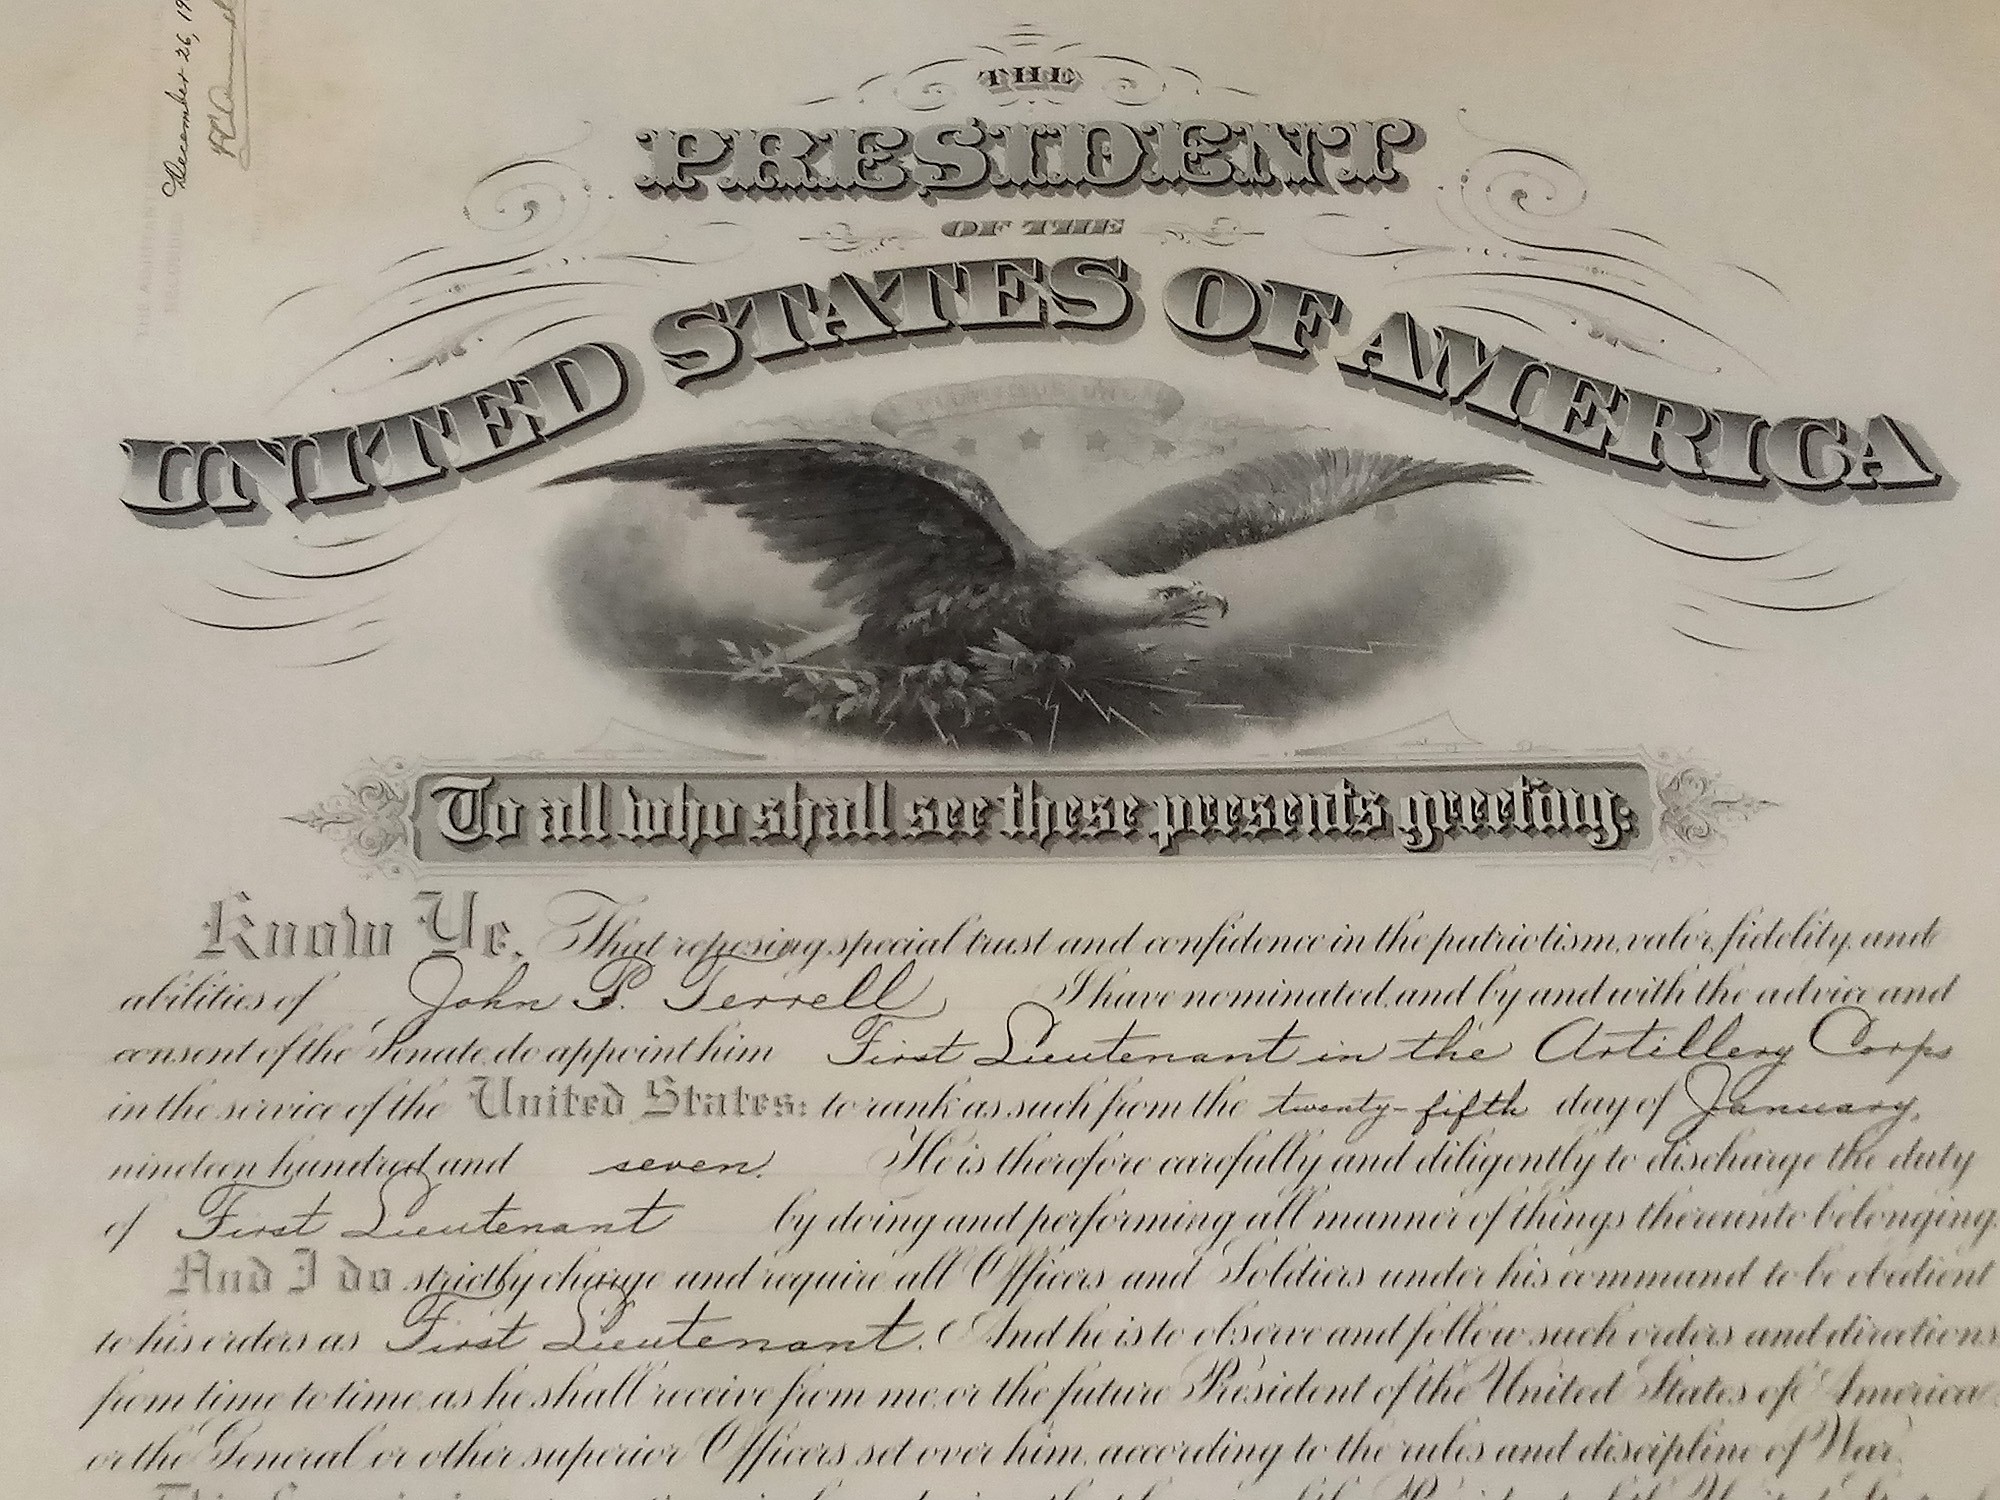 December 26, 19
THE
PRESIDENT
OF THE
UNITED STATES OF AMERICA
To all who shall see these presents greeting:
Know Ye, That reposing special trust and confidence in the patriotism, valor, fidelity, and
abilities of John P. Terrell, I have nominated, and by and with the advice and
consent of the Senate, do appoint him First Lieutenant in the Artillery Corps
in the service of the United States: to rank as such from the twenty-fifth day of January,
nineteen hundred and seven. He is therefore carefully and diligently to discharge the duty
of First Lieutenant by doing and performing all manner of things thereunto belonging.
And I do strictly charge and require all Officers and Soldiers under his command to be obedient
to his orders as First Lieutenant. And he is to observe and follow such orders and directions
from time to time, as he shall receive from me, or the future President of the United States of America
or the General or other superior Officers set over him, according to the rules and discipline of War.